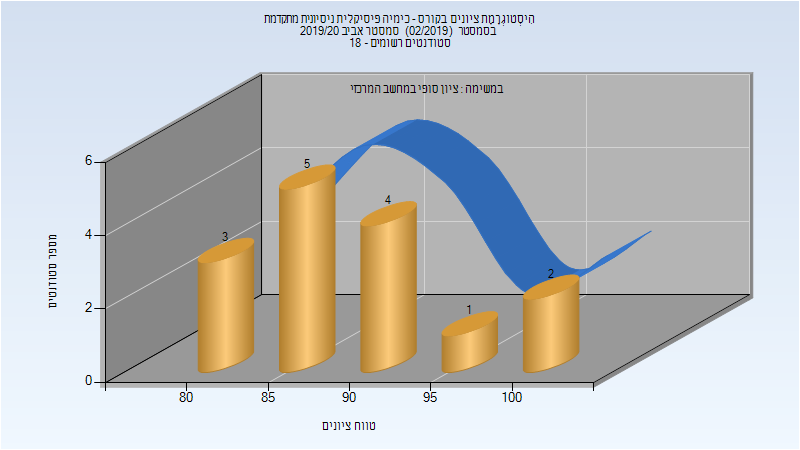 היסטוגרמת ציונים בקורס - כימיה פיסיקלית ניסיונית מתקדמת
בסמסטר (02/2019) סמסטר אביב 2019/20
סטודנטים רשומים - 18
במשימה : ציון סופי במחשב המרכזי
מספר סטודנטים
6
4
2
0
3
5
4
1
2
80 85 90 95 100
טווח ציונים